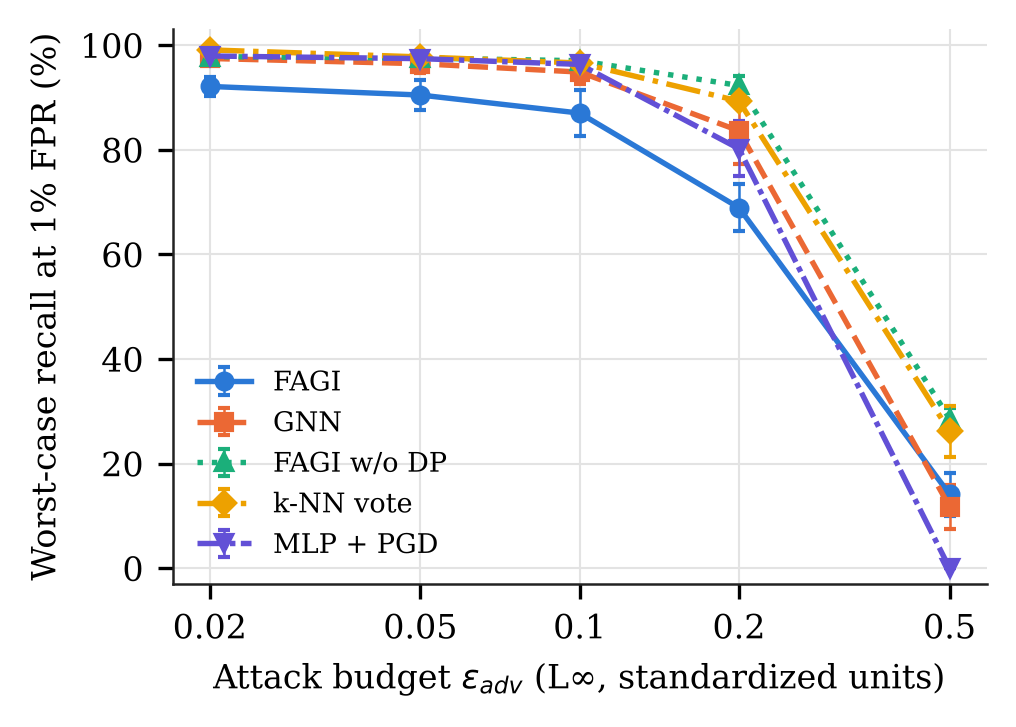 Worst-case recall at 1% FPR (%)
100
80
60
40
20
0
FAGI
GNN
FAGI w/o DP
k-NN vote
MLP + PGD
0.02 0.05 0.1 0.2 0.5
Attack budget ε_adv (L∞, standardized units)